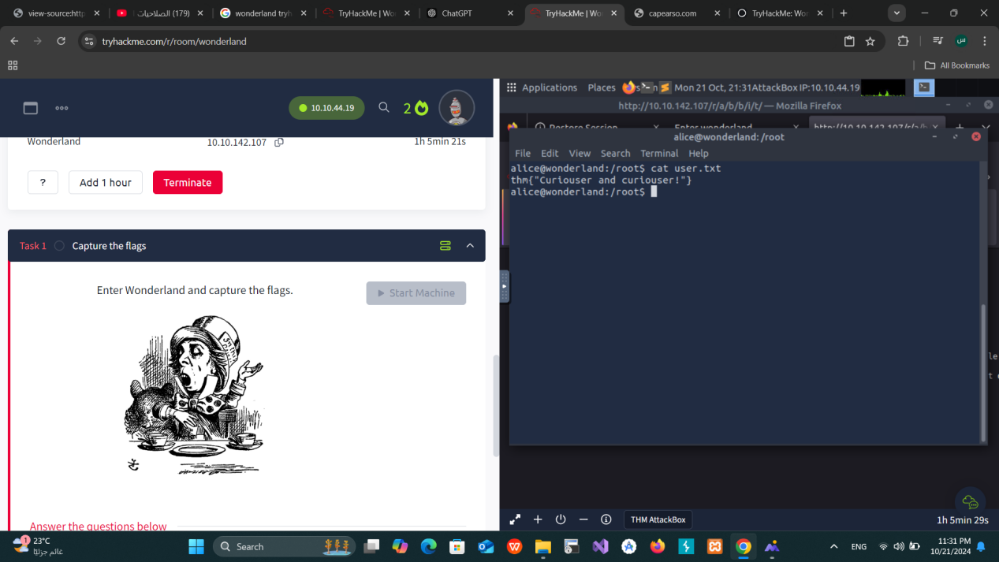 view-source:http
(179) الصلاحيات
wonderland tryh
TryHackMe | Wo
ChatGPT
TryHackMe | Wo
capearso.com
TryHackMe: Wor
tryhackme.com/r/room/wonderland
س
All Bookmarks
10.10.44.19
2
Wonderland
10.10.142.107
1h 5min 21s
?
Add 1 hour
Terminate
Task 1
Capture the flags
Enter Wonderland and capture the flags.
Start Machine
Answer the questions below
Applications Places
Mon 21 Oct, 21:31
AttackBox IP:10.10.44.19
http://10.10.142.107/r/a/b/b/i/t/ — Mozilla Firefox
Restore Session
Enter wonderland
http://10.10.142.107/r/a/b
alice@wonderland: /root
File Edit View Search Terminal Help
alice@wonderland:/root$ cat user.txt
thm{"Curiouser and curiouser!"}
alice@wonderland:/root$
THM AttackBox
1h 5min 29s
1
23°C
غائم جزئيًا
Search
ENG
11:31 PM
10/21/2024